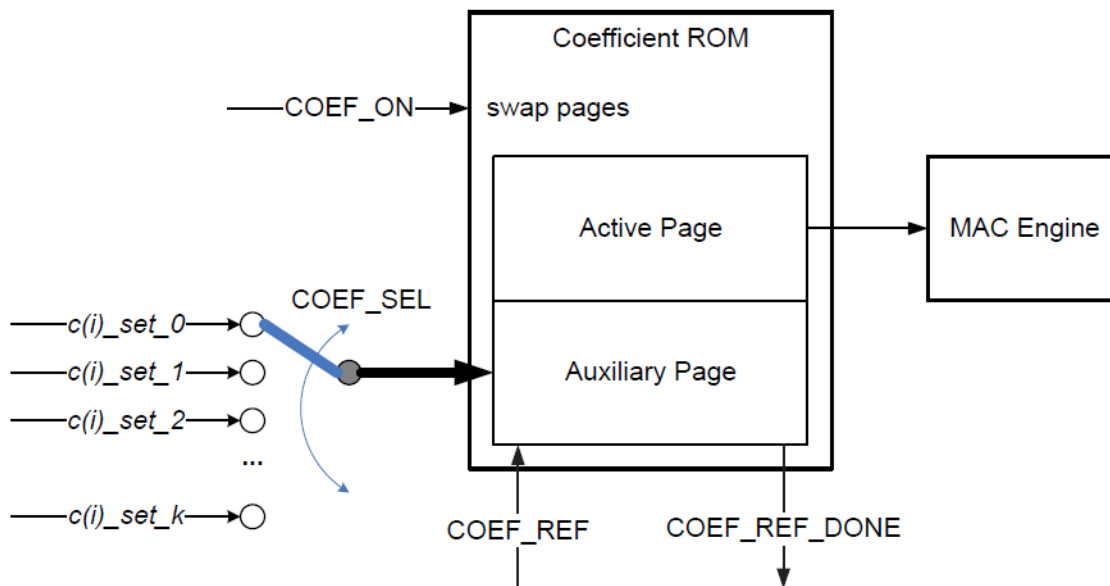 Coefficient ROM
COEF_ON
swap pages
Active Page
MAC Engine
COEF_SEL
c(i)_set_0
c(i)_set_1
Auxiliary Page
c(i)_set_2
...
c(i)_set_k
COEF_REF
COEF_REF_DONE